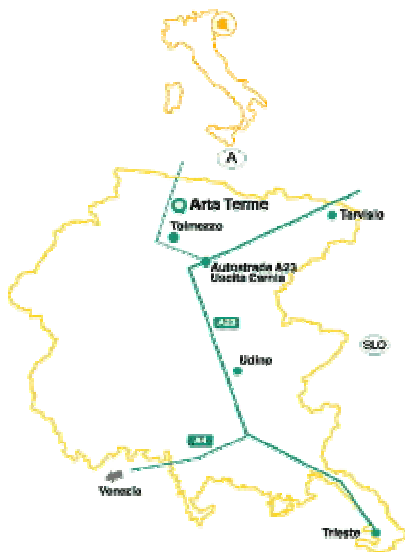 A
Arta Terme
Tolmezzo
Tarvisio
Autostrada A23
Uscita Carnia
A23
SLO
Udine
A4
Venezia
Trieste